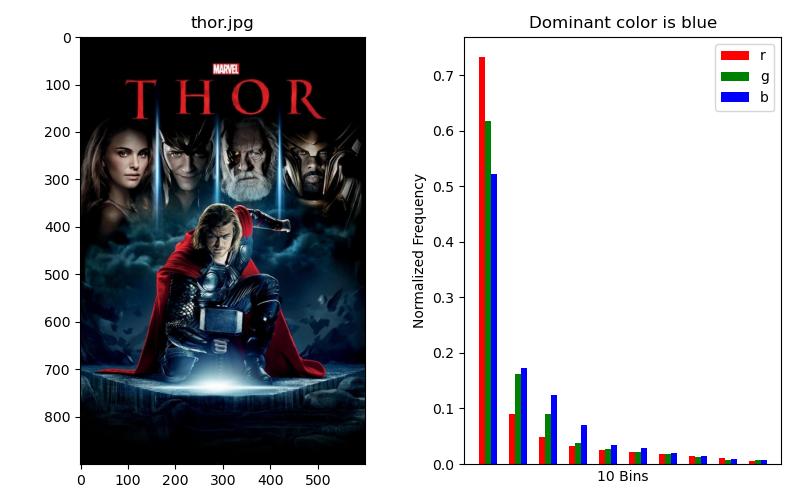 thor.jpg
0
100
200
300
400
500
600
700
800
0
100
200
300
400
500
MARVEL
THOR
Dominant color is blue
Normalized Frequency
0.7
0.6
0.5
0.4
0.3
0.2
0.1
0.0
r
g
b
10 Bins